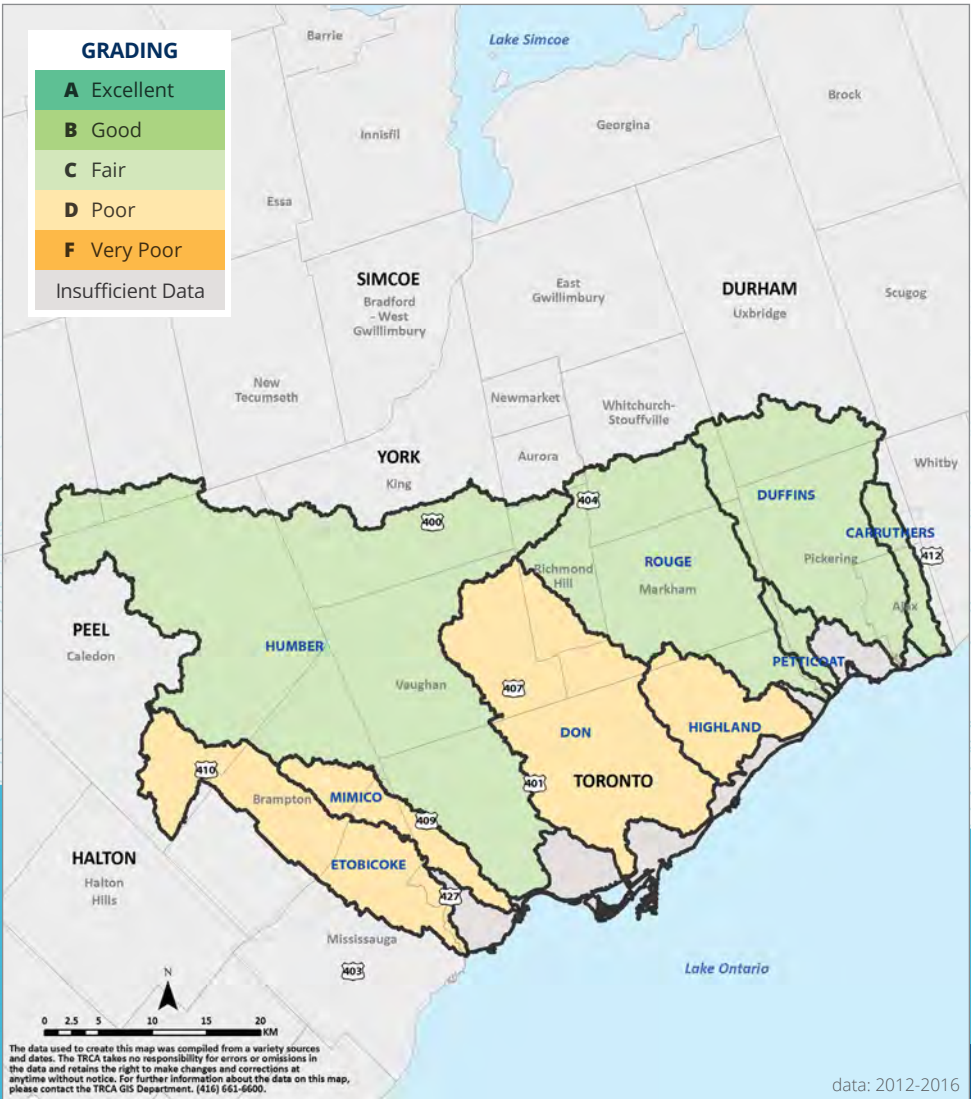 GRADING
A Excellent
B Good
C Fair
D Poor
F Very Poor
Insufficient Data
Barrie
Lake Simcoe
Brock
Georgina
Innisfil
Essa
SIMCOE
Bradford
- West
Gwillimbury
East
Gwillimbury
DURHAM
Uxbridge
Scugog
New
Tecumseth
Newmarket
Whitchurch-
Stouffville
YORK
King
Aurora
Whitby
400
404
DUFFINS
CARRUTHERS
412
Richmond
Hill
ROUGE
Markham
Pickering
Ajax
PEEL
Caledon
HUMBER
PETTICOAT
Vaughan
407
DON
HIGHLAND
410
401
TORONTO
Brampton
MIMICO
409
HALTON
Halton
Hills
ETOBICOKE
427
Mississauga
403
Lake Ontario
N
0 2.5 5 10 15 20
KM
The data used to create this map was compiled from a variety sources
and dates. The TRCA takes no responsibility for errors or omissions in
the data and retains the right to make changes and corrections at
anytime without notice. For further information about the data on this map,
please contact the TRCA GIS Department. (416) 661-6600.
data: 2012-2016